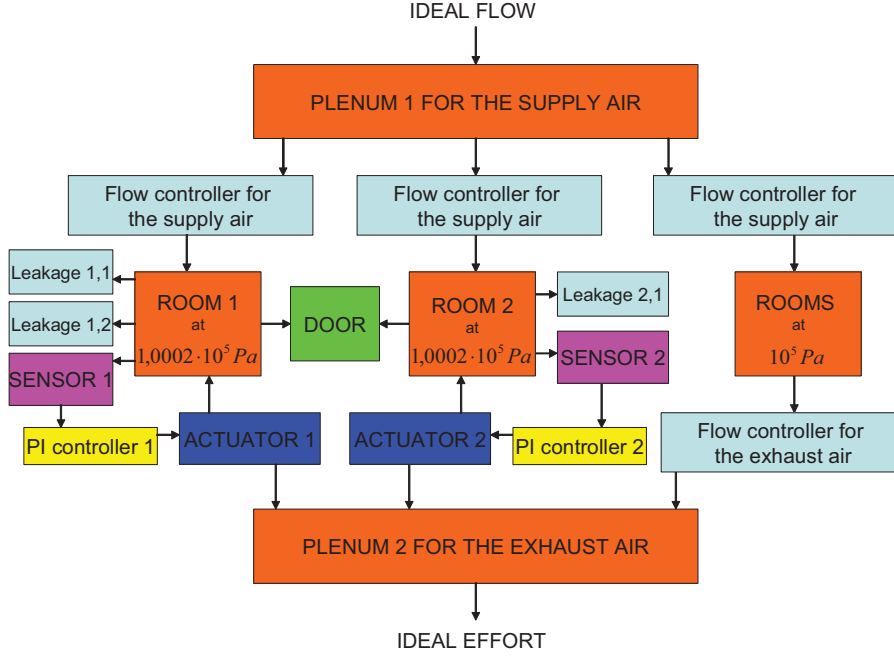 IDEAL FLOW
PLENUM 1 FOR THE SUPPLY AIR
Flow controller for
the supply air
Flow controller for
the supply air
Flow controller for
the supply air
Leakage 1,1
Leakage 1,2
SENSOR 1
ROOM 1
at
1,0002·10⁵ Pa
DOOR
ROOM 2
at
1,0002·10⁵ Pa
Leakage 2,1
SENSOR 2
ROOMS
at
10⁵ Pa
PI controller 1
ACTUATOR 1
ACTUATOR 2
PI controller 2
Flow controller for
the exhaust air
PLENUM 2 FOR THE EXHAUST AIR
IDEAL EFFORT